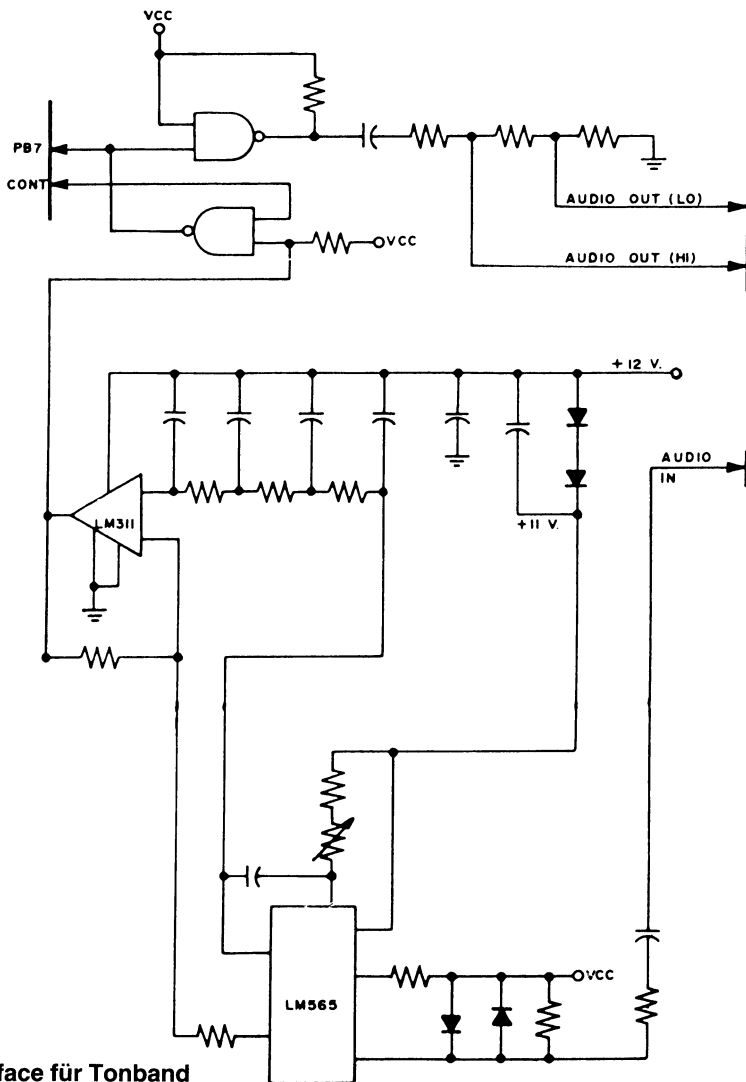 VCC
PB7
CONT
VCC
AUDIO OUT (LO)
AUDIO OUT (HI)
+12 V.
AUDIO
IN
LM311
+11 V.
LM565
VCC
face für Tonband